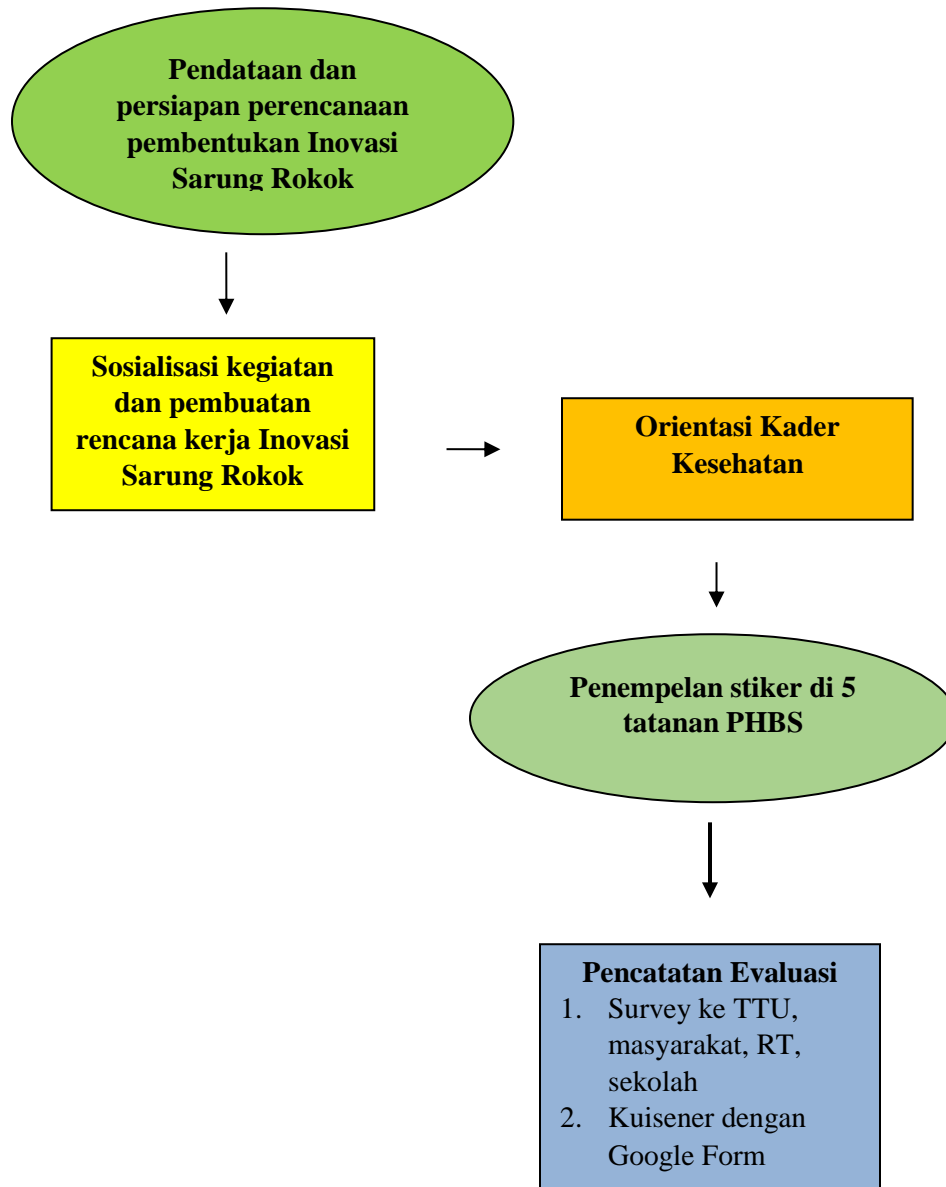 Pendataan dan
persiapan perencanaan
pembentukan Inovasi
Sarung Rokok
Sosialisasi kegiatan
dan pembuatan
rencana kerja Inovasi
Sarung Rokok
Orientasi Kader
Kesehatan
Penempelan stiker di 5
tatanan PHBS
Pencatatan Evaluasi
1. Survey ke TTU,
masyarakat, RT,
sekolah
2. Kuisener dengan
Google Form